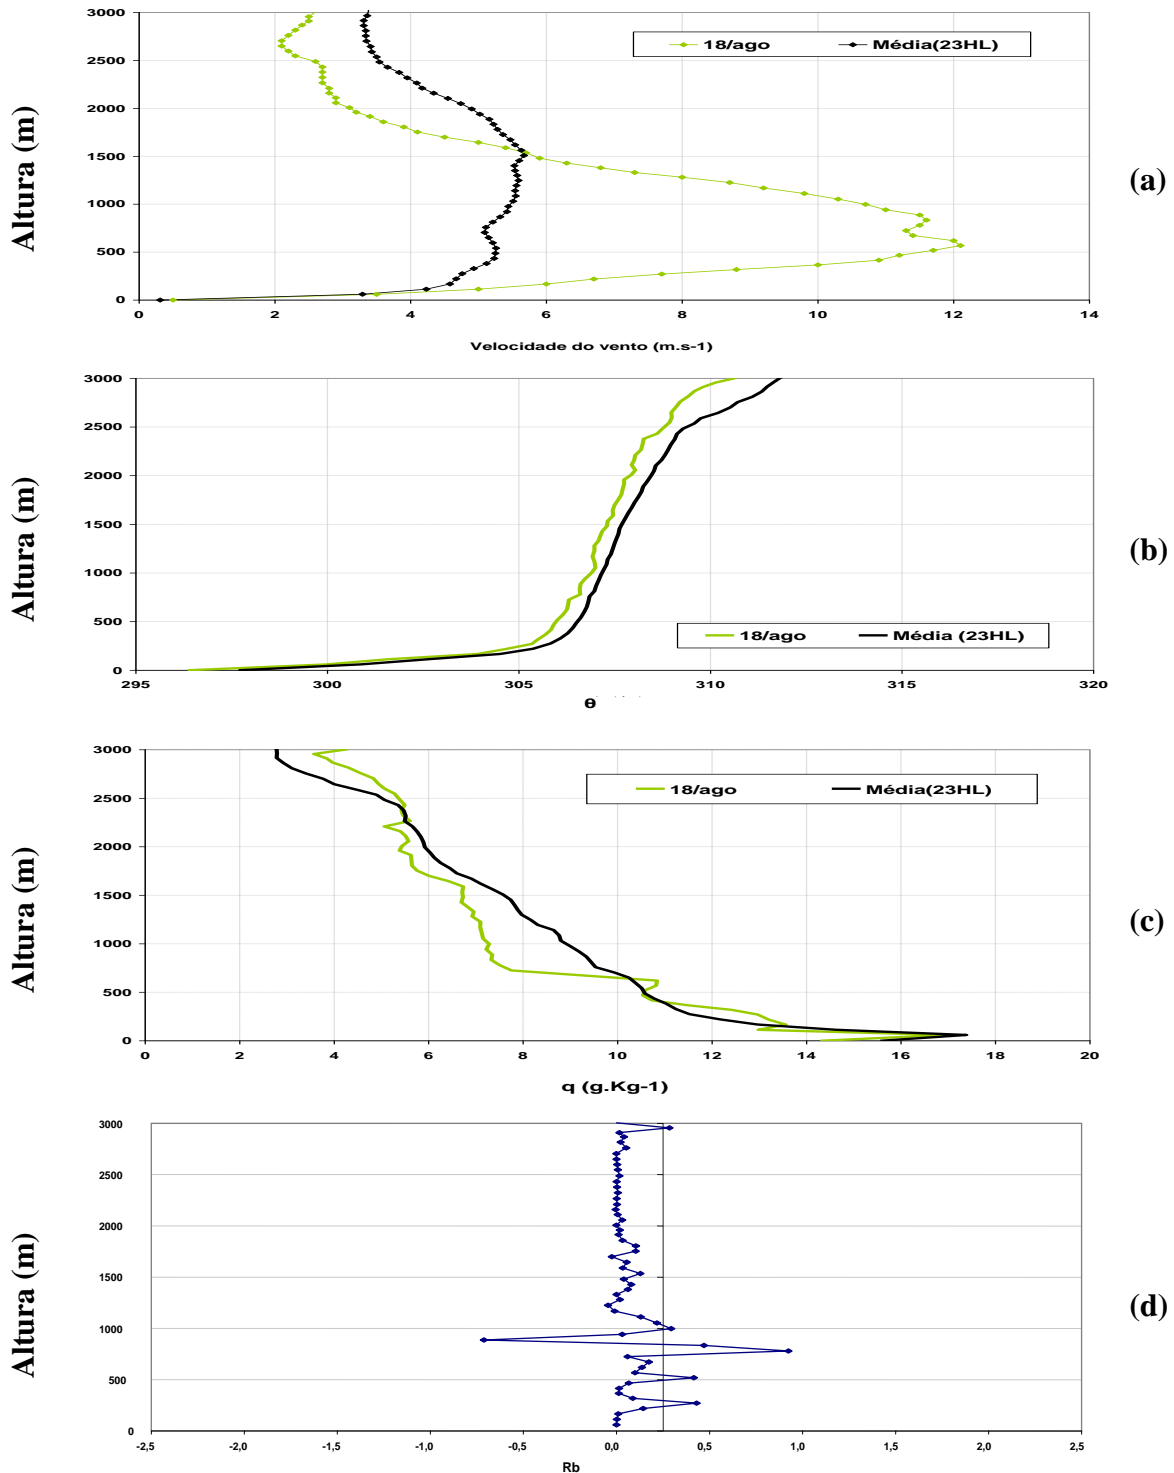 3000
2500
2000
1500
1000
500
0
0 2 4 6 8 10 12 14
18/ago Média(23HL)
Altura (m)
Velocidade do vento (m.s-1)
(a)
3000
2500
2000
1500
1000
500
0
295 300 305 310 315 320
18/ago Média (23HL)
Altura (m)
θ
(b)
3000
2500
2000
1500
1000
500
0
0 2 4 6 8 10 12 14 16 18 20
18/ago Média(23HL)
Altura (m)
q (g.Kg-1)
(c)
3000
2500
2000
1500
1000
500
0
-2,5 -1,5 -1,0 -0,5 0,0 0,5 1,0 1,5 2,0 2,5
Altura (m)
Rb
(d)